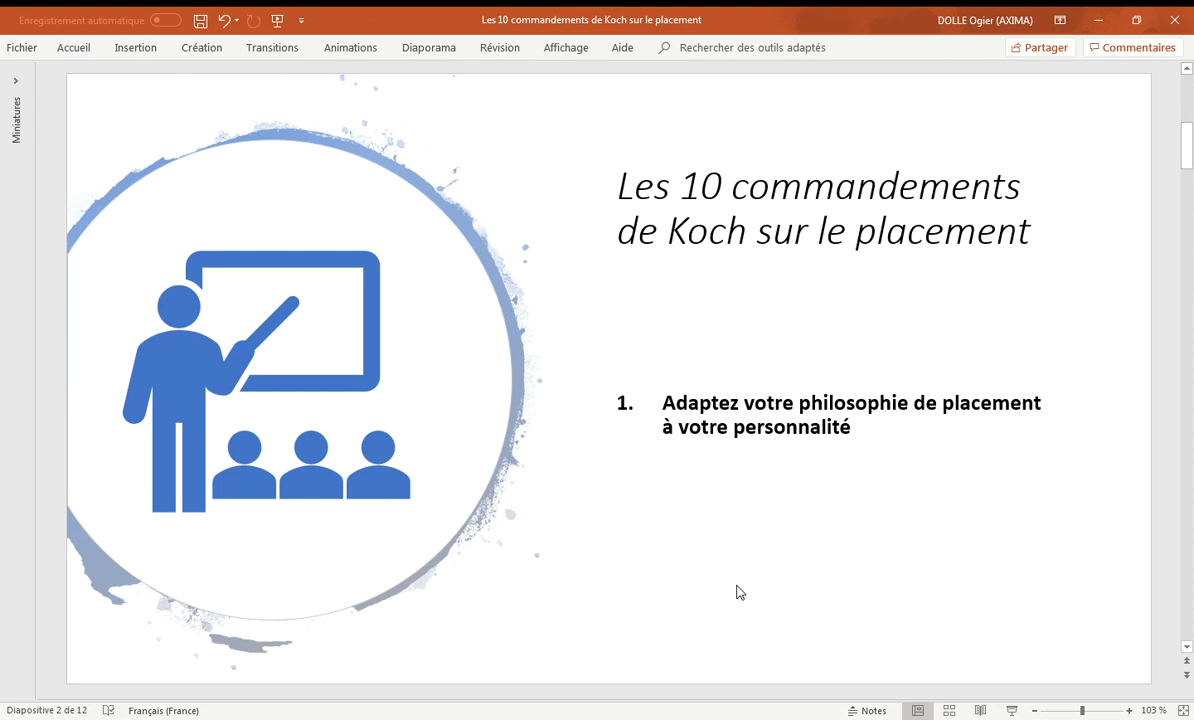 Enregistrement automatique
Les 10 commandements de Koch sur le placement
DOLLE Ogier (AXIMA)
Fichier Accueil Insertion Création Transitions Animations Diaporama Révision Affichage Aide Rechercher des outils adaptés Partager Commentaires
Miniatures
Les 10 commandements
de Koch sur le placement
1. Adaptez votre philosophie de placement
à votre personnalité
Diapositive 2 de 12 Français (France) Notes 103 %